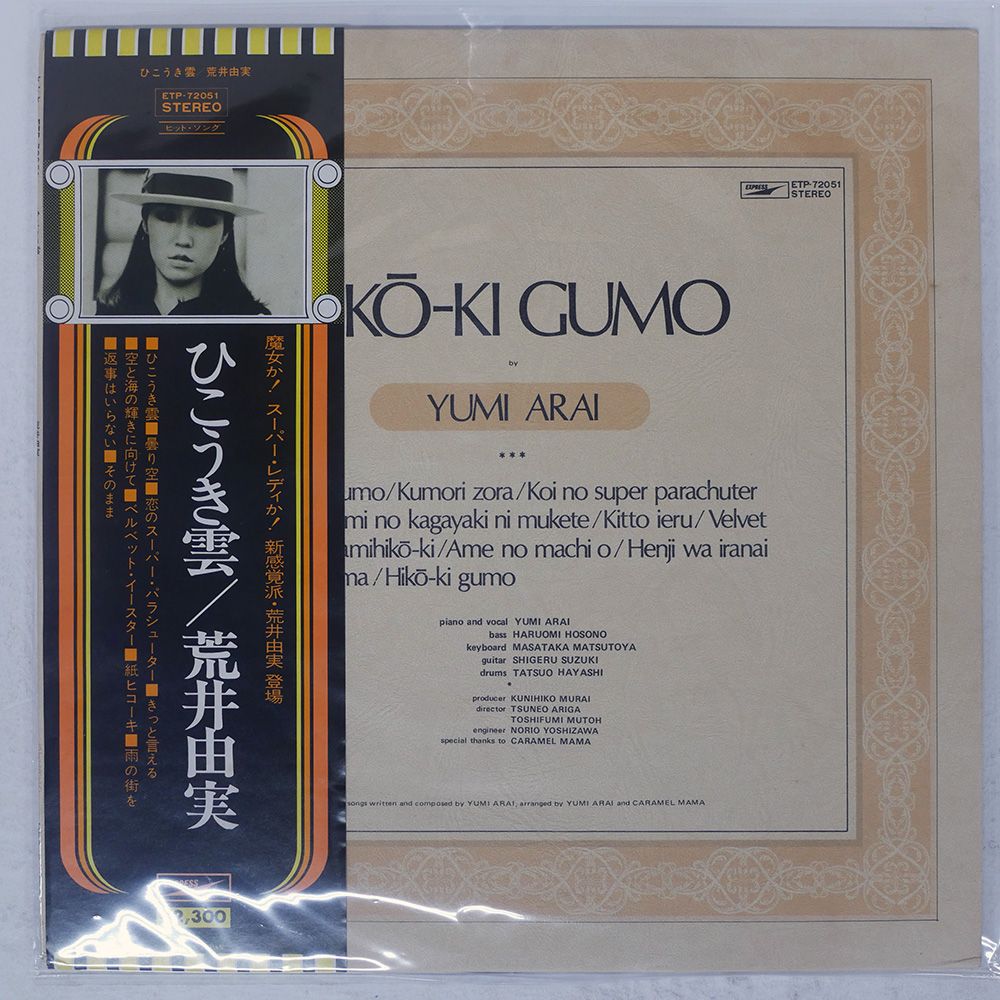 ひこうき雲 荒井由実
ETP-72051
STEREO
ヒット・ソング
魔女か!スーパー・レディか!新感覚派・荒井由実 登場
ひこうき雲/荒井由実
■ひこうき雲■曇り空■恋のスーパー・パラシューター■きっと言える
■空と海の輝きに向けて■ベルベット・イースター■紙ヒコーキ■雨の街を
■返事はいらない■そのまま
2,300
EXPRESS
ETP-72051
STEREO
KŌ-KI GUMO
by
YUMI ARAI
***
umo/Kumori zora/Koi no super parachuter
mi no kagayaki ni mukete/Kitto ieru/Velvet
amihikō-ki/Ame no machi o/Henji wa iranai
ma/Hikō-ki gumo
piano and vocal YUMI ARAI
bass HARUOMI HOSONO
keyboard MASATAKA MATSUTOYA
guitar SHIGERU SUZUKI
drums TATSUO HAYASHI
*
producer KUNIHIKO MURAI
director TSUNEO ARIGA
TOSHIFUMI MUTOH
engineer NORIO YOSHIZAWA
special thanks to CARAMEL MAMA
songs written and composed by YUMI ARAI, arranged by YUMI ARAI and CARAMEL MAMA